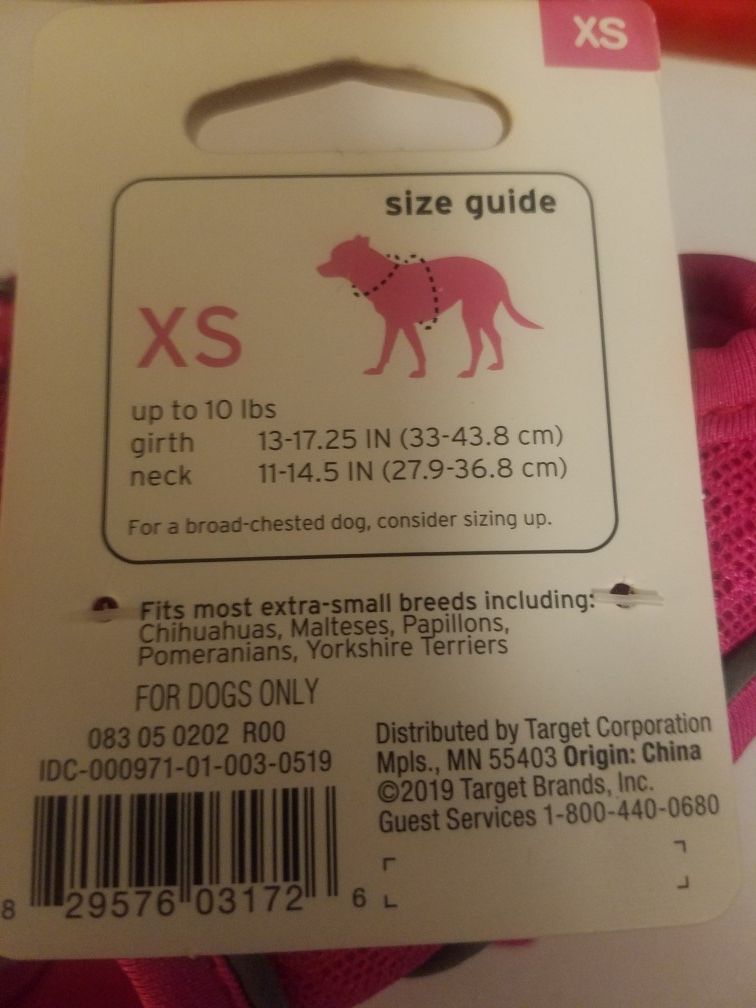 XS
size guide
XS
up to 10 lbs
girth 13-17.25 IN (33-43.8 cm)
neck 11-14.5 IN (27.9-36.8 cm)
For a broad-chested dog, consider sizing up.
Fits most extra-small breeds including:
Chihuahuas, Malteses, Papillons,
Pomeranians, Yorkshire Terriers
FOR DOGS ONLY
083 05 0202 R00
IDC-000971-01-003-0519
8 29576 03172 6
Distributed by Target Corporation
Mpls., MN 55403 Origin: China
©2019 Target Brands, Inc.
Guest Services 1-800-440-0680